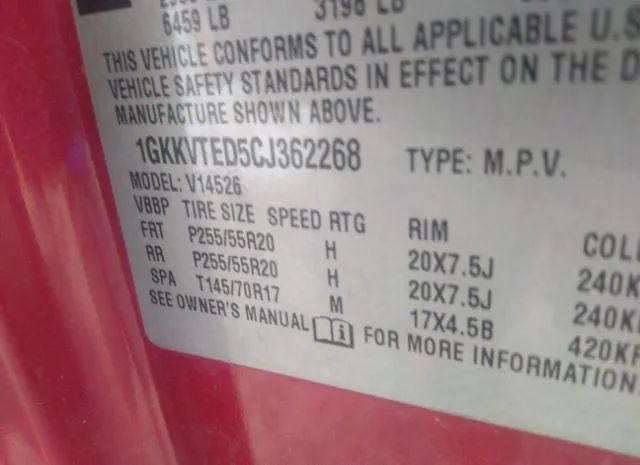 6459 LB 3198 LB
THIS VEHICLE CONFORMS TO ALL APPLICABLE U.S
VEHICLE SAFETY STANDARDS IN EFFECT ON THE D
MANUFACTURE SHOWN ABOVE.
1GKKVTED5CJ362268 TYPE: M.P.V.
MODEL: V14526
VBBP TIRE SIZE SPEED RTG RIM COL
FRT P255/55R20 H 20X7.5J 240K
RR P255/55R20 H 20X7.5J 240K
SPA T145/70R17 M 17X4.5B 420KP
SEE OWNER'S MANUAL FOR MORE INFORMATION